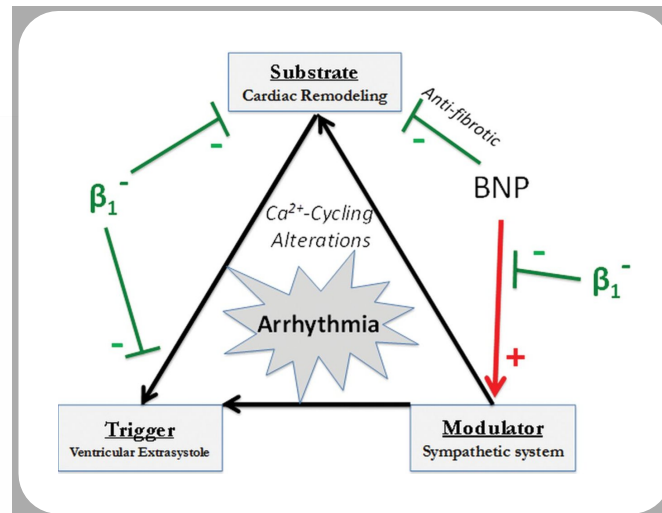 Substrate
Cardiac Remodeling
Anti-fibrotic
-
-
β₁⁻
BNP
Ca²⁺-Cycling
Alterations
-
β₁⁻
Arrhythmia
-
+
Trigger
Ventricular Extrasystole
Modulator
Sympathetic system